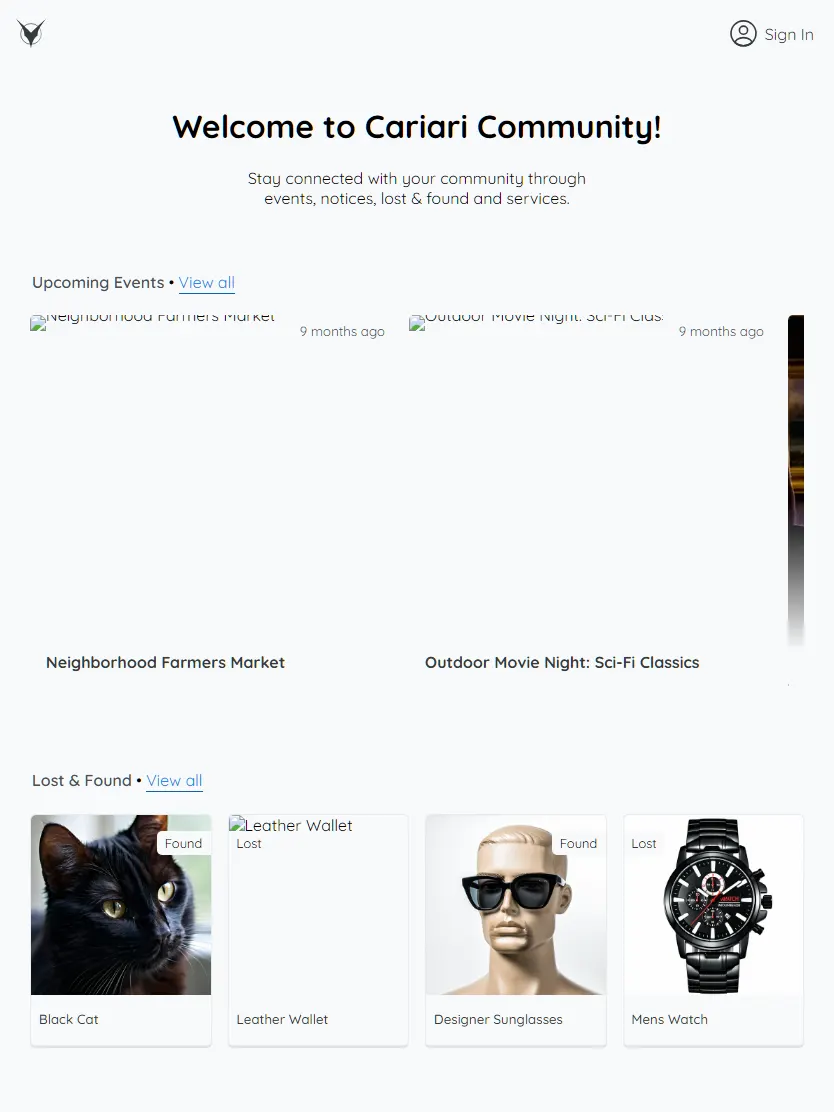 Sign In
Welcome to Cariari Community!
Stay connected with your community through
events, notices, lost & found and services.
Upcoming Events • View all
Neighborhood Farmers Market
9 months ago
Outdoor Movie Night: Sci-Fi Clas
9 months ago
Neighborhood Farmers Market
Outdoor Movie Night: Sci-Fi Classics
Lost & Found • View all
Found
Leather Wallet
Lost
Found
Lost
Black Cat
Leather Wallet
Designer Sunglasses
Mens Watch